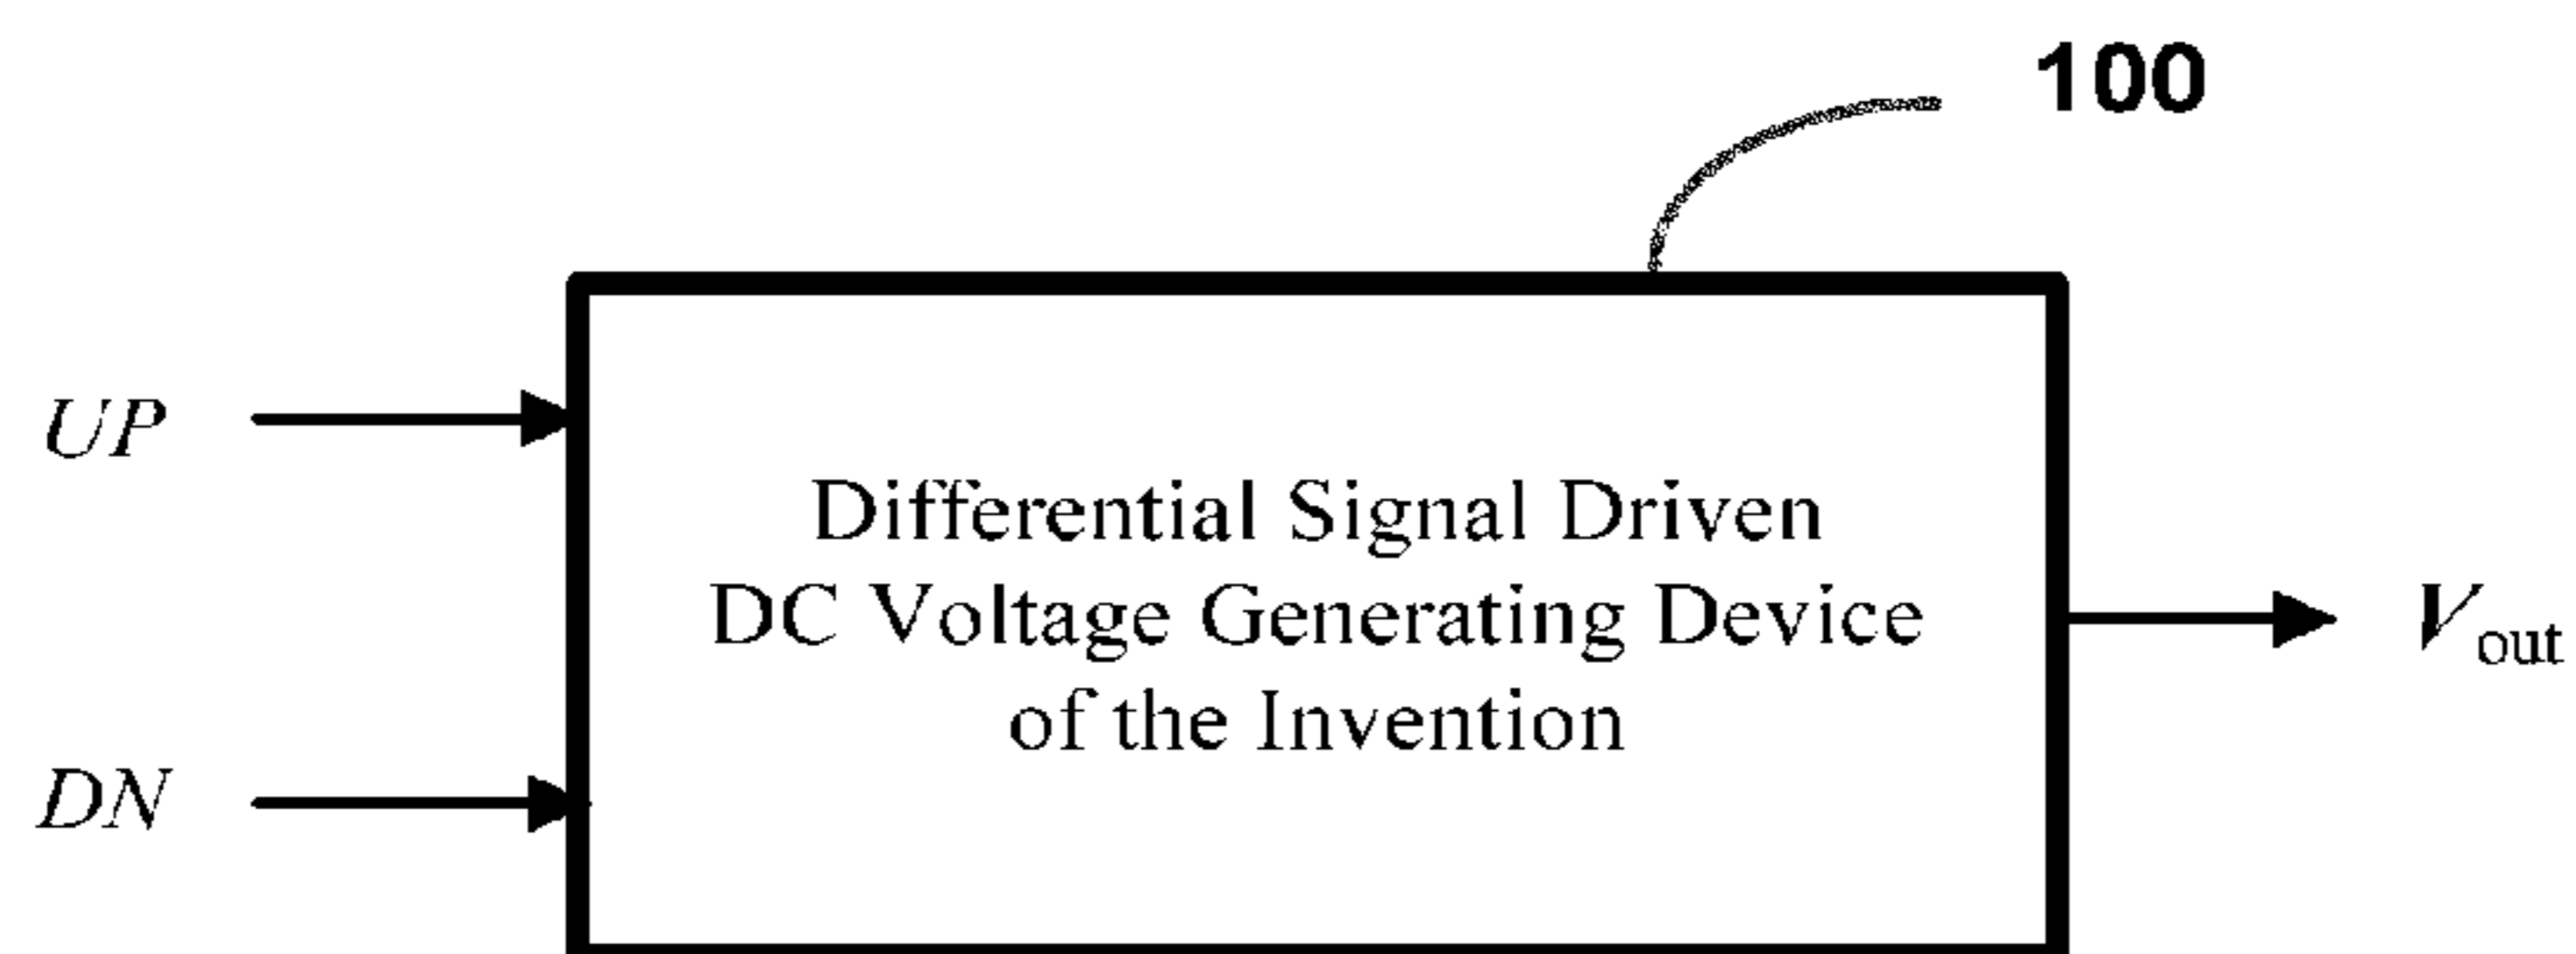 100
UP
Differential Signal Driven
DC Voltage Generating Device
of the Invention
Vout
DN